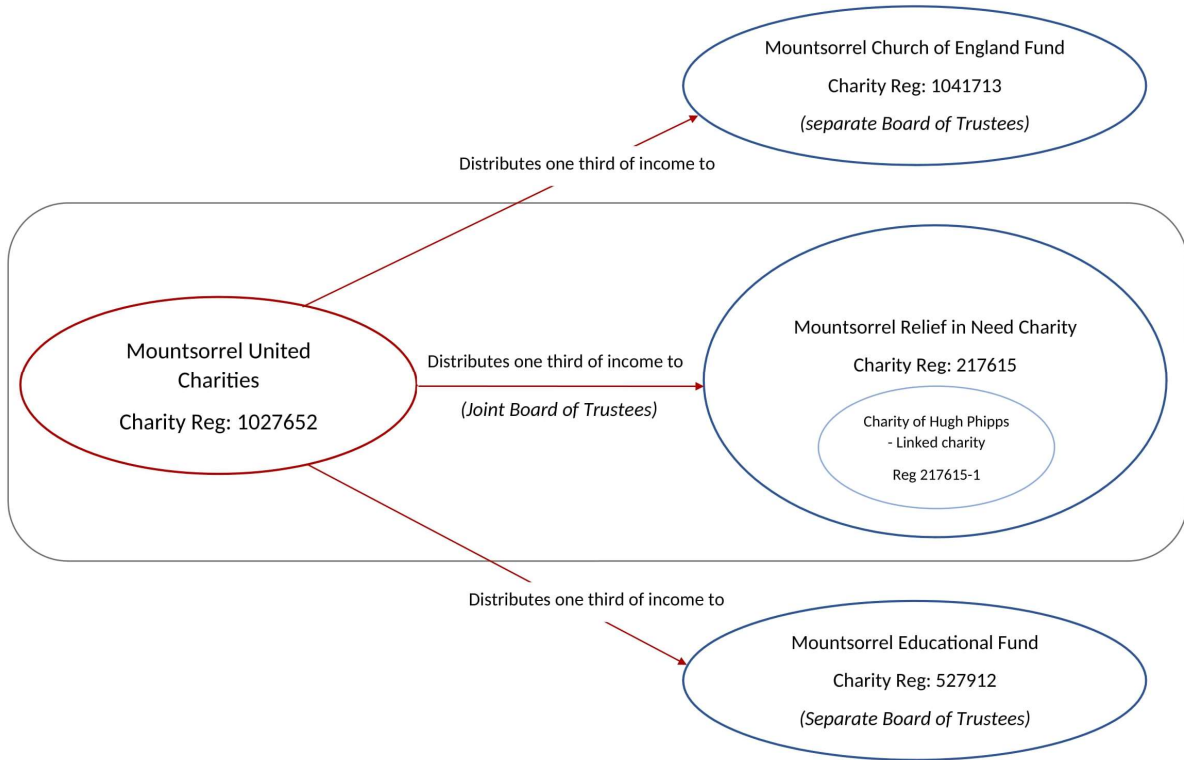 Mountsorrel Church of England Fund
Charity Reg: 1041713
(separate Board of Trustees)
Distributes one third of income to
Mountsorrel United
Charities
Charity Reg: 1027652
Distributes one third of income to
(Joint Board of Trustees)
Mountsorrel Relief in Need Charity
Charity Reg: 217615
Charity of Hugh Phipps
- Linked charity
Reg 217615-1
Distributes one third of income to
Mountsorrel Educational Fund
Charity Reg: 527912
(Separate Board of Trustees)